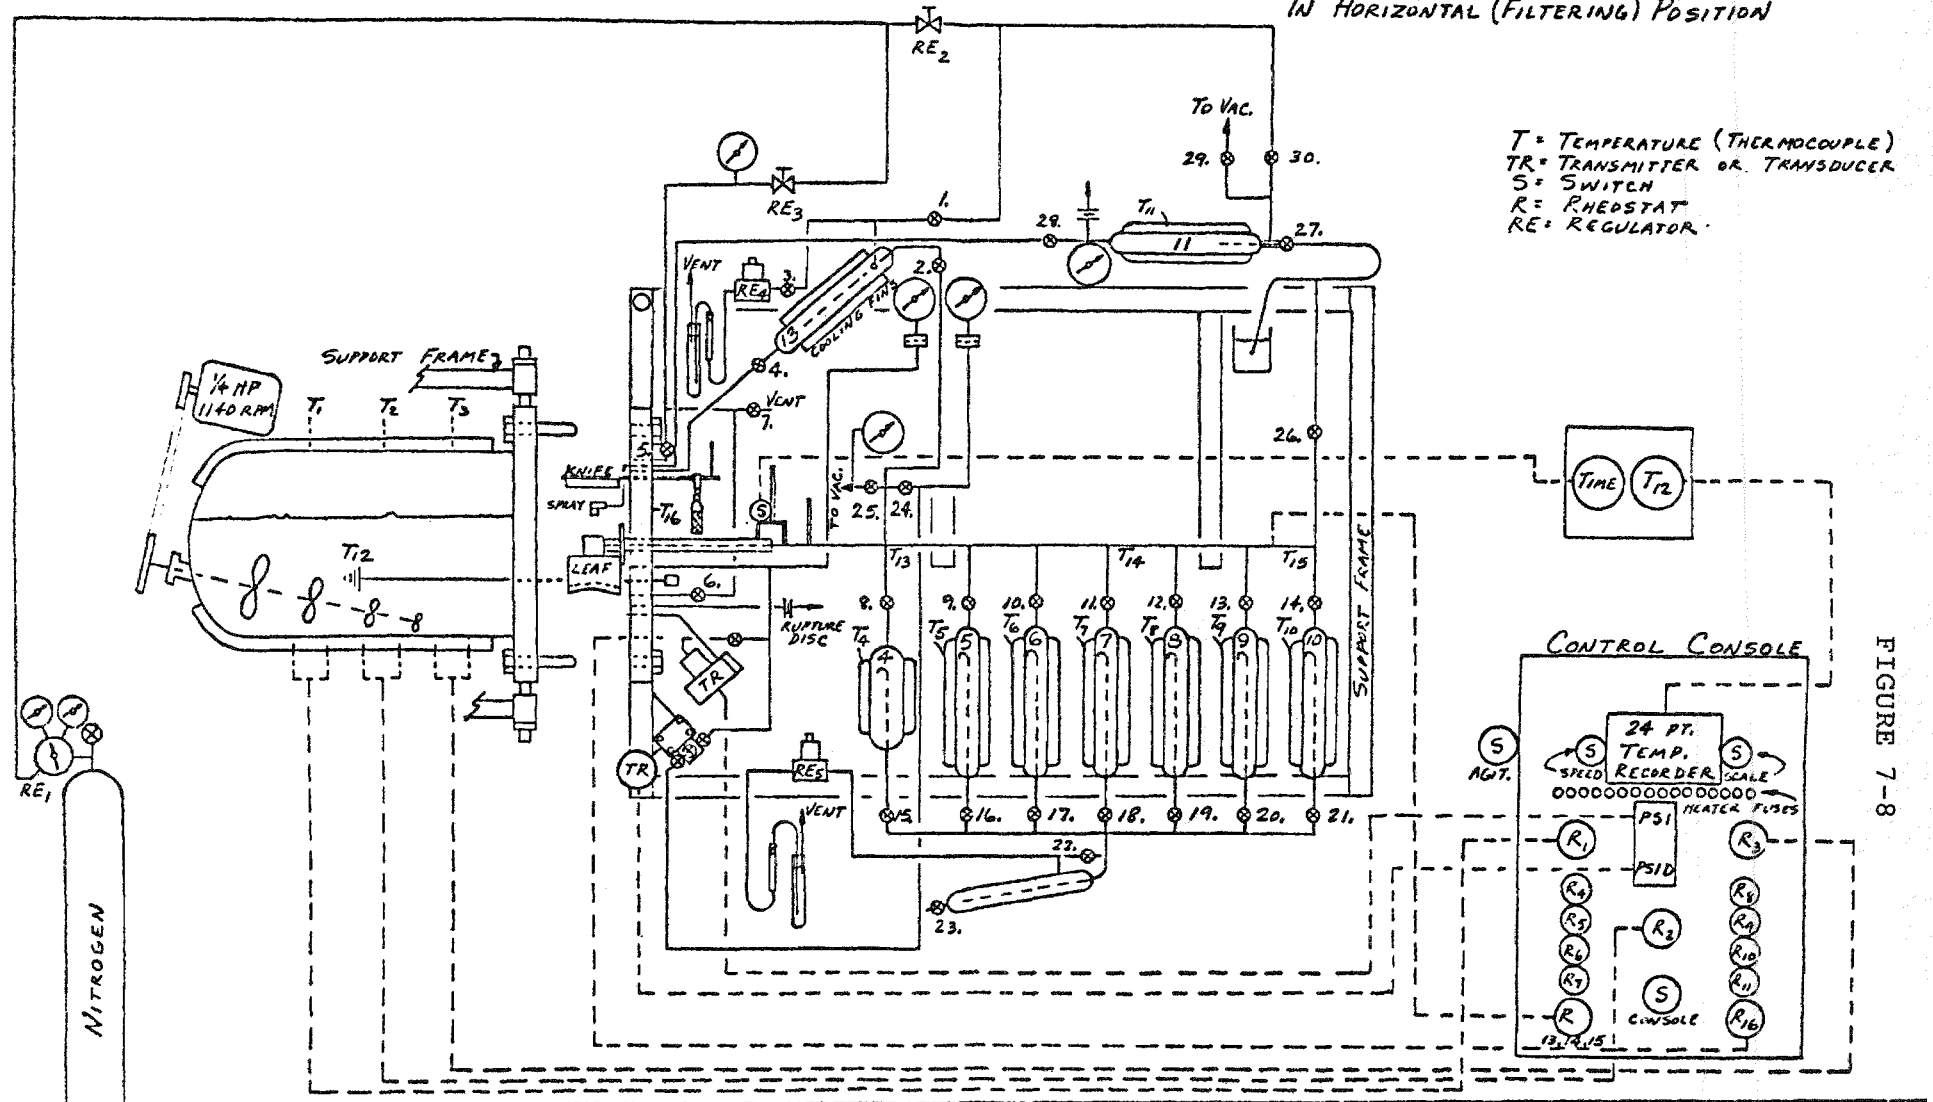 IN HORIZONTAL (FILTERING) POSITION
RE2
TO VAC.
29.
30.
T = TEMPERATURE (THERMOCOUPLE)
TR = TRANSMITTER OR TRANSDUCER
S = SWITCH
R = RHEOSTAT
RE = REGULATOR.
RE3
1.
28.
T11
11
27.
VENT
RE4
3.
2.
13
COOLING FINS
4.
SUPPORT FRAME
1/4 HP
1140 RPM
T1
T2
T3
VENT
7.
5.
26.
KNIFE
SPRAY
T16
S
TO VAC.
25.
24.
TIME
T12
T12
LEAF
6.
T13
T14
T15
SUPPORT FRAME
RUPTURE
DISC
8.
9.
10.
11.
12.
13.
14.
T4
T5
T6
T7
T8
T9
T10
4
5
6
7
8
9
10
TR
TR
RE5
VENT
15.
16.
17.
18.
19.
20.
21.
22.
23.
RE1
NITROGEN
CONTROL CONSOLE
S
AGIT.
S
SPEED
24 PT.
TEMP.
RECORDER
S
SCALE
HEATER FUSES
PSI
PSID
R1
R3
R4
R5
R6
R7
R
13, 14, 15
R2
S
CONSOLE
R8
R9
R10
R11
R16
FIGURE 7-8